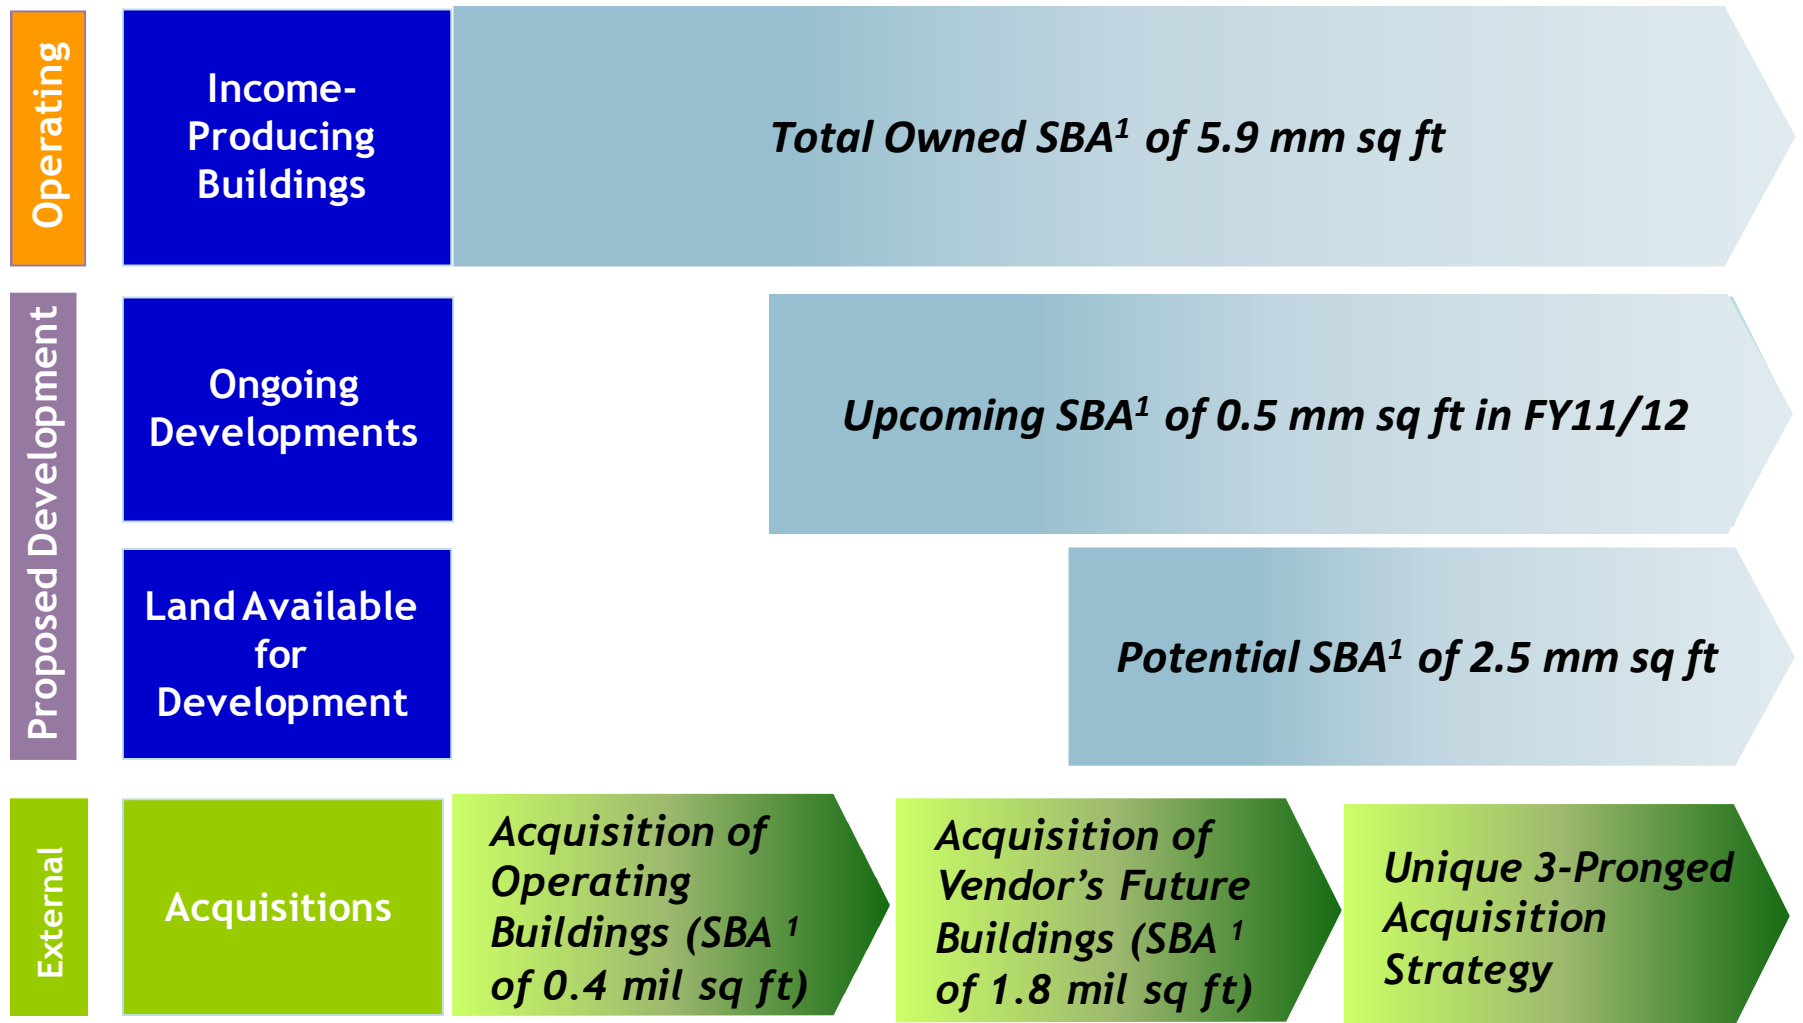 Operating
Income-
Producing
Buildings
Total Owned SBA1 of 5.9 mm sq ft
Proposed Development
Ongoing
Developments
Upcoming SBA1 of 0.5 mm sq ft in FY11/12
Land Available
for
Development
Potential SBA1 of 2.5 mm sq ft
External
Acquisitions
Acquisition of
Operating
Buildings (SBA 1
of 0.4 mil sq ft)
Acquisition of
Vendor’s Future
Buildings (SBA 1
of 1.8 mil sq ft)
Unique 3-Pronged
Acquisition
Strategy